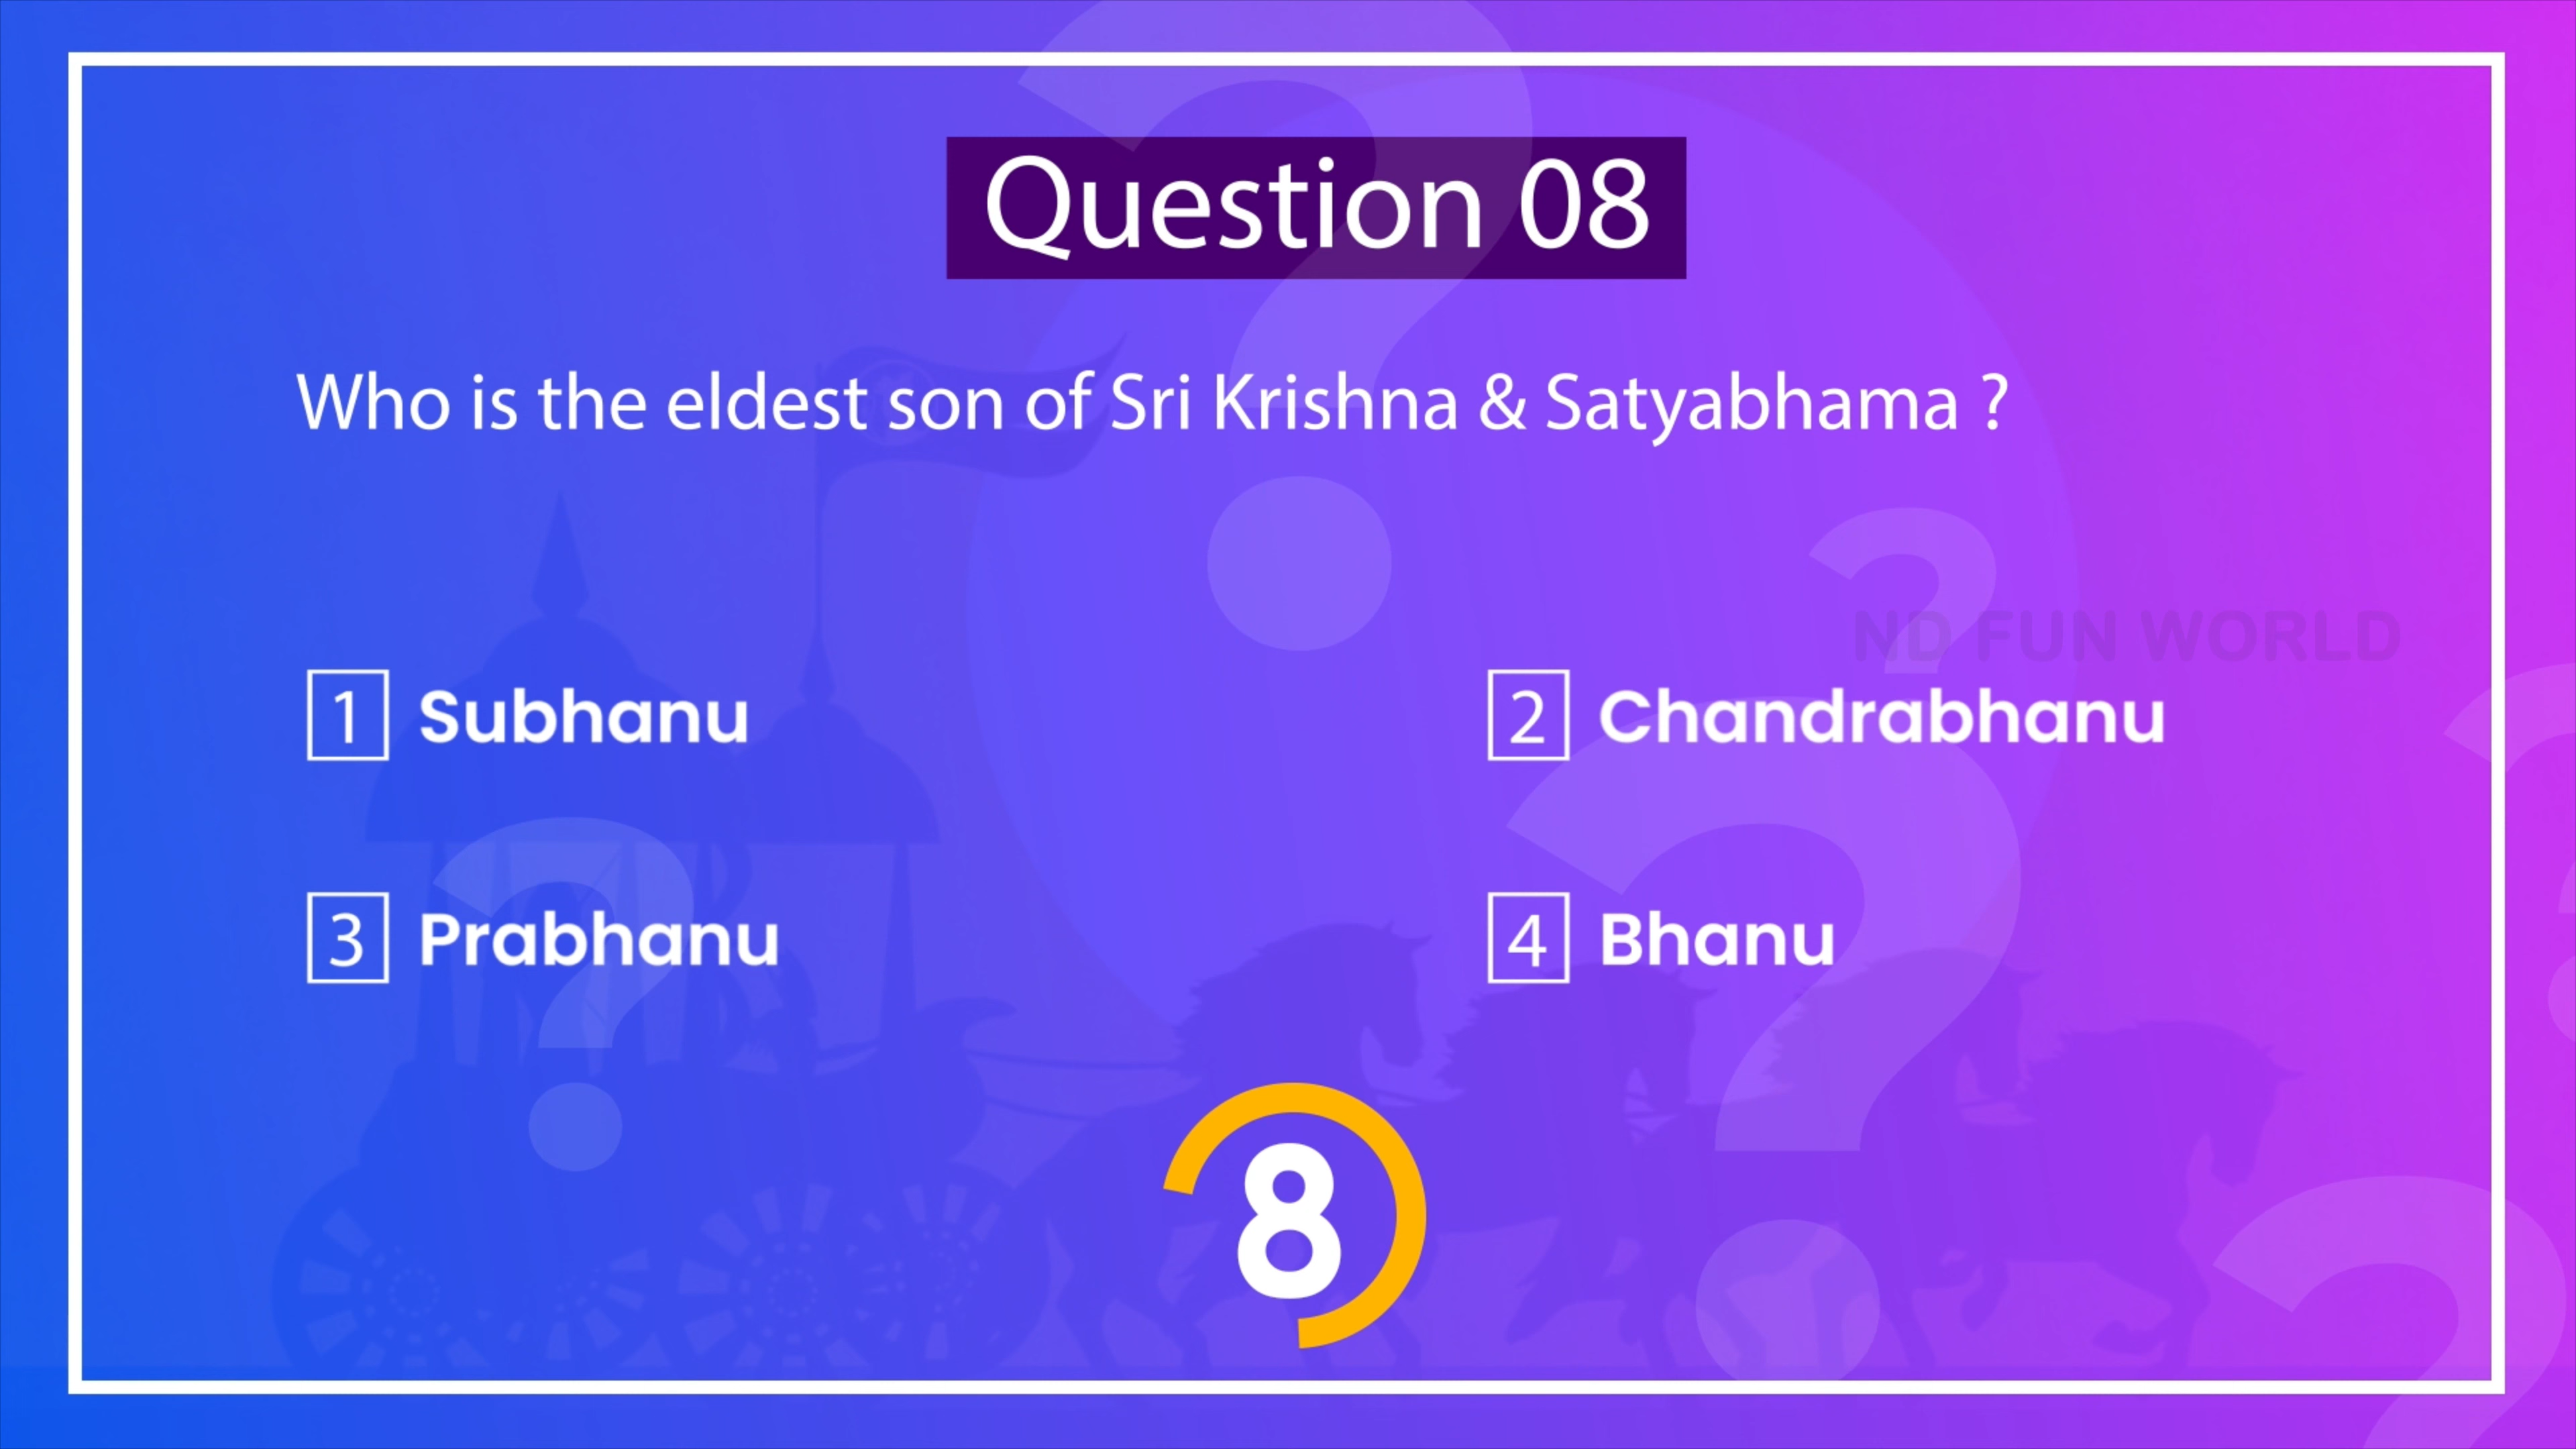 Question 08
Who is the eldest son of Sri Krishna & Satyabhama ?
ND FUN WORLD
1 Subhanu
2 Chandrabhanu
3 Prabhanu
4 Bhanu
8